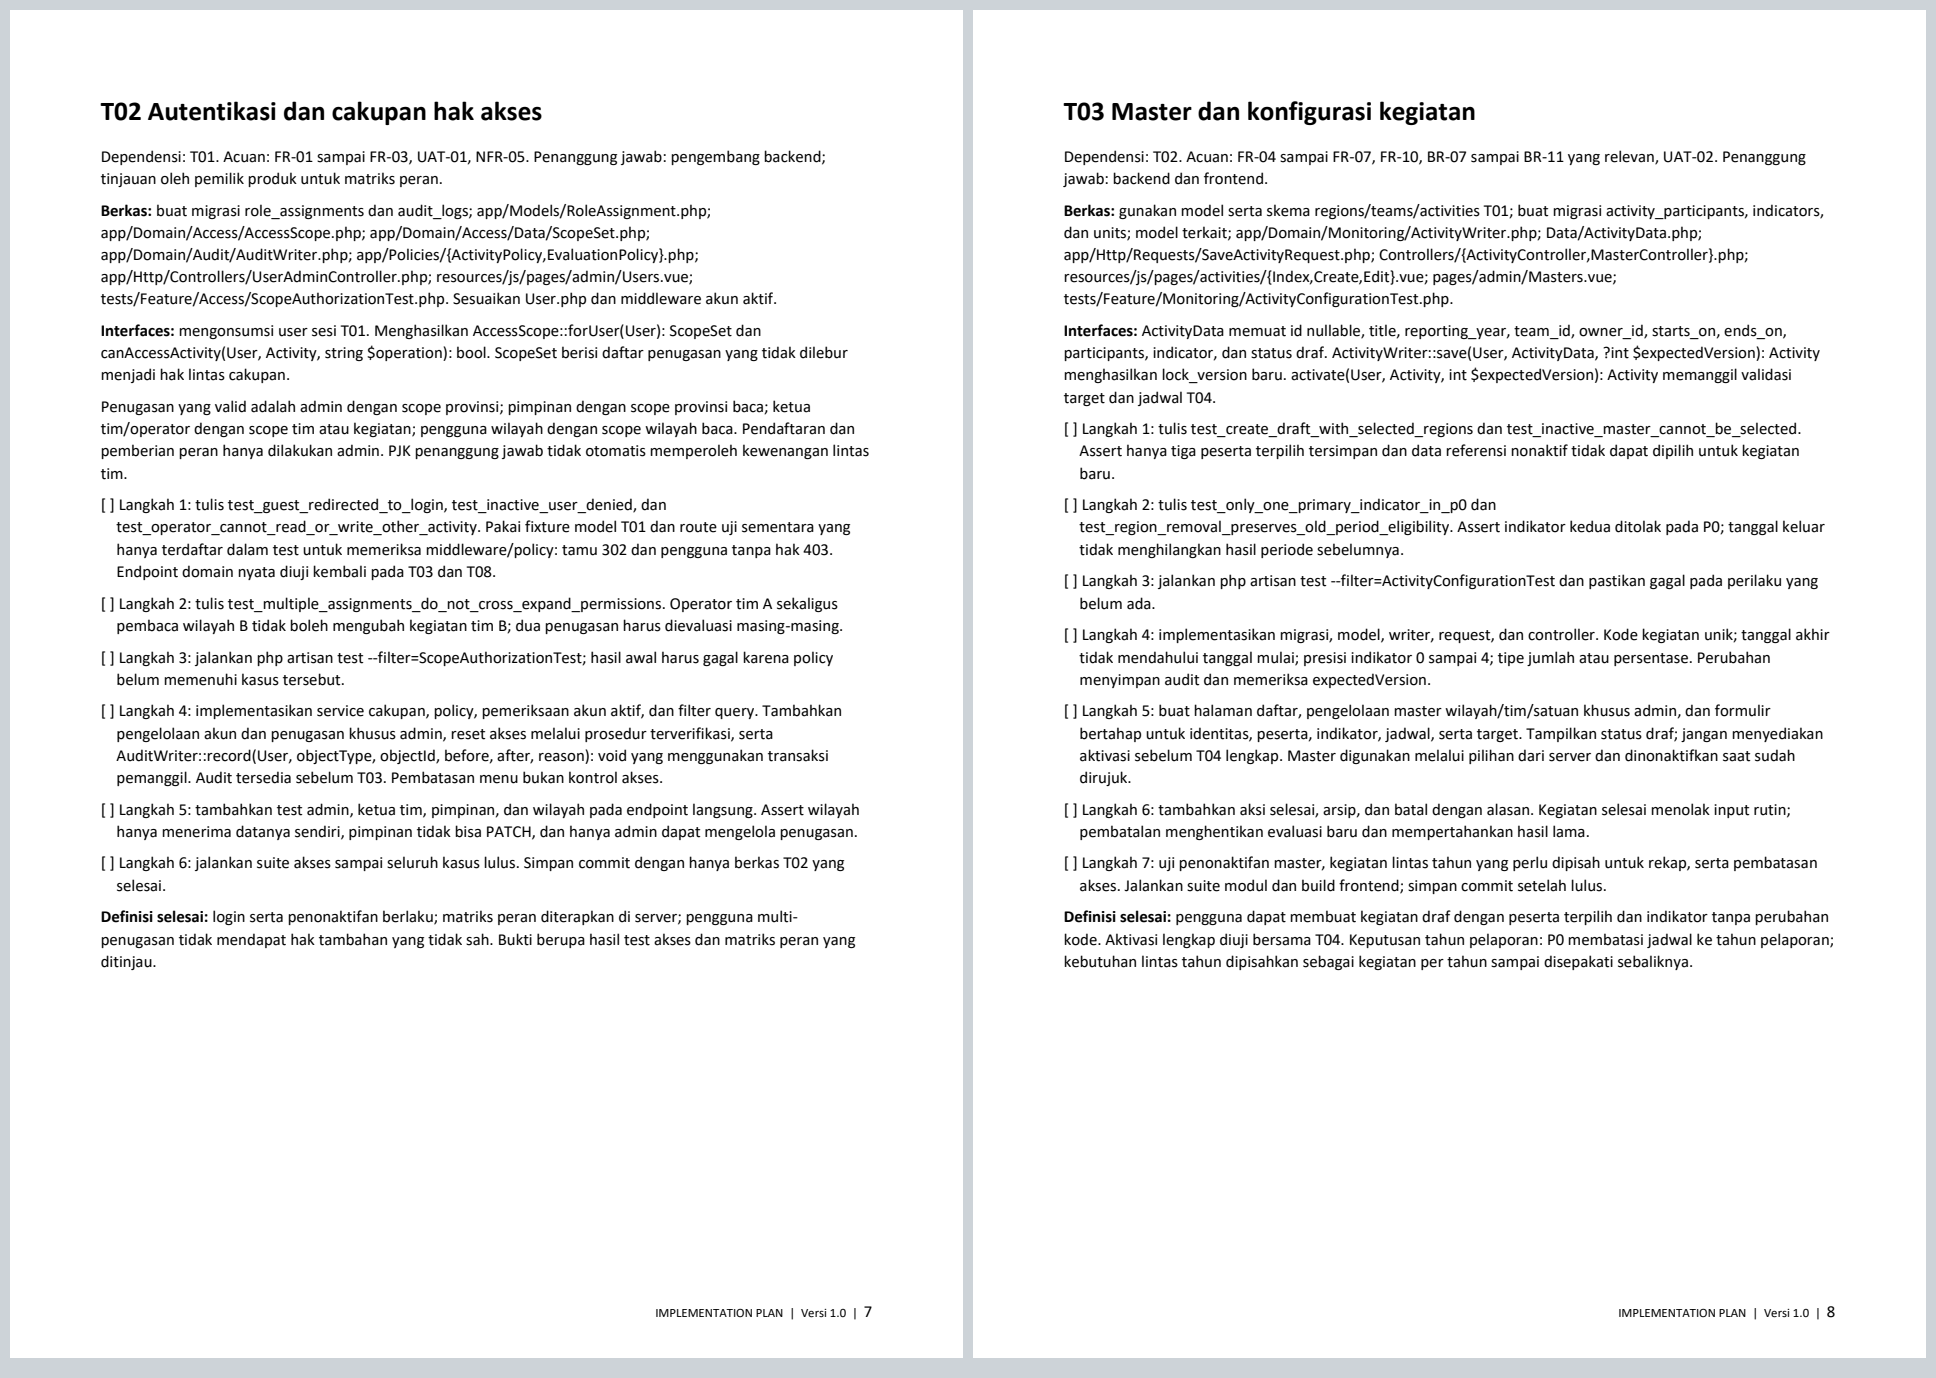 T02 Autentikasi dan cakupan hak akses
Dependensi: T01. Acuan: FR-01 sampai FR-03, UAT-01, NFR-05. Penanggung jawab: pengembang backend;
tinjauan oleh pemilik produk untuk matriks peran.
Berkas: buat migrasi role_assignments dan audit_logs; app/Models/RoleAssignment.php;
app/Domain/Access/AccessScope.php; app/Domain/Access/Data/ScopeSet.php;
app/Domain/Audit/AuditWriter.php; app/Policies/{ActivityPolicy,EvaluationPolicy}.php;
app/Http/Controllers/UserAdminController.php; resources/js/pages/admin/Users.vue;
tests/Feature/Access/ScopeAuthorizationTest.php. Sesuaikan User.php dan middleware akun aktif.
Interfaces: mengonsumsi user sesi T01. Menghasilkan AccessScope::forUser(User): ScopeSet dan
canAccessActivity(User, Activity, string $operation): bool. ScopeSet berisi daftar penugasan yang tidak dilebur
menjadi hak lintas cakupan.
Penugasan yang valid adalah admin dengan scope provinsi; pimpinan dengan scope provinsi baca; ketua
tim/operator dengan scope tim atau kegiatan; pengguna wilayah dengan scope wilayah baca. Pendaftaran dan
pemberian peran hanya dilakukan admin. PJK penanggung jawab tidak otomatis memperoleh kewenangan lintas
tim.
[ ] Langkah 1: tulis test_guest_redirected_to_login, test_inactive_user_denied, dan
test_operator_cannot_read_or_write_other_activity. Pakai fixture model T01 dan route uji sementara yang
hanya terdaftar dalam test untuk memeriksa middleware/policy: tamu 302 dan pengguna tanpa hak 403.
Endpoint domain nyata diuji kembali pada T03 dan T08.
[ ] Langkah 2: tulis test_multiple_assignments_do_not_cross_expand_permissions. Operator tim A sekaligus
pembaca wilayah B tidak boleh mengubah kegiatan tim B; dua penugasan harus dievaluasi masing-masing.
[ ] Langkah 3: jalankan php artisan test --filter=ScopeAuthorizationTest; hasil awal harus gagal karena policy
belum memenuhi kasus tersebut.
[ ] Langkah 4: implementasikan service cakupan, policy, pemeriksaan akun aktif, dan filter query. Tambahkan
pengelolaan akun dan penugasan khusus admin, reset akses melalui prosedur terverifikasi, serta
AuditWriter::record(User, objectType, objectId, before, after, reason): void yang menggunakan transaksi
pemanggil. Audit tersedia sebelum T03. Pembatasan menu bukan kontrol akses.
[ ] Langkah 5: tambahkan test admin, ketua tim, pimpinan, dan wilayah pada endpoint langsung. Assert wilayah
hanya menerima datanya sendiri, pimpinan tidak bisa PATCH, dan hanya admin dapat mengelola penugasan.
[ ] Langkah 6: jalankan suite akses sampai seluruh kasus lulus. Simpan commit dengan hanya berkas T02 yang
selesai.
Definisi selesai: login serta penonaktifan berlaku; matriks peran diterapkan di server; pengguna multi-
penugasan tidak mendapat hak tambahan yang tidak sah. Bukti berupa hasil test akses dan matriks peran yang
ditinjau.
IMPLEMENTATION PLAN | Versi 1.0 | 7
T03 Master dan konfigurasi kegiatan
Dependensi: T02. Acuan: FR-04 sampai FR-07, FR-10, BR-07 sampai BR-11 yang relevan, UAT-02. Penanggung
jawab: backend dan frontend.
Berkas: gunakan model serta skema regions/teams/activities T01; buat migrasi activity_participants, indicators,
dan units; model terkait; app/Domain/Monitoring/ActivityWriter.php; Data/ActivityData.php;
app/Http/Requests/SaveActivityRequest.php; Controllers/{ActivityController,MasterController}.php;
resources/js/pages/activities/{Index,Create,Edit}.vue; pages/admin/Masters.vue;
tests/Feature/Monitoring/ActivityConfigurationTest.php.
Interfaces: ActivityData memuat id nullable, title, reporting_year, team_id, owner_id, starts_on, ends_on,
participants, indicator, dan status draf. ActivityWriter::save(User, ActivityData, ?int $expectedVersion): Activity
menghasilkan lock_version baru. activate(User, Activity, int $expectedVersion): Activity memanggil validasi
target dan jadwal T04.
[ ] Langkah 1: tulis test_create_draft_with_selected_regions dan test_inactive_master_cannot_be_selected.
Assert hanya tiga peserta terpilih tersimpan dan data referensi nonaktif tidak dapat dipilih untuk kegiatan
baru.
[ ] Langkah 2: tulis test_only_one_primary_indicator_in_p0 dan
test_region_removal_preserves_old_period_eligibility. Assert indikator kedua ditolak pada P0; tanggal keluar
tidak menghilangkan hasil periode sebelumnya.
[ ] Langkah 3: jalankan php artisan test --filter=ActivityConfigurationTest dan pastikan gagal pada perilaku yang
belum ada.
[ ] Langkah 4: implementasikan migrasi, model, writer, request, dan controller. Kode kegiatan unik; tanggal akhir
tidak mendahului tanggal mulai; presisi indikator 0 sampai 4; tipe jumlah atau persentase. Perubahan
menyimpan audit dan memeriksa expectedVersion.
[ ] Langkah 5: buat halaman daftar, pengelolaan master wilayah/tim/satuan khusus admin, dan formulir
bertahap untuk identitas, peserta, indikator, jadwal, serta target. Tampilkan status draf; jangan menyediakan
aktivasi sebelum T04 lengkap. Master digunakan melalui pilihan dari server dan dinonaktifkan saat sudah
dirujuk.
[ ] Langkah 6: tambahkan aksi selesai, arsip, dan batal dengan alasan. Kegiatan selesai menolak input rutin;
pembatalan menghentikan evaluasi baru dan mempertahankan hasil lama.
[ ] Langkah 7: uji penonaktifan master, kegiatan lintas tahun yang perlu dipisah untuk rekap, serta pembatasan
akses. Jalankan suite modul dan build frontend; simpan commit setelah lulus.
Definisi selesai: pengguna dapat membuat kegiatan draf dengan peserta terpilih dan indikator tanpa perubahan
kode. Aktivasi lengkap diuji bersama T04. Keputusan tahun pelaporan: P0 membatasi jadwal ke tahun pelaporan;
kebutuhan lintas tahun dipisahkan sebagai kegiatan per tahun sampai disepakati sebaliknya.
IMPLEMENTATION PLAN | Versi 1.0 | 8